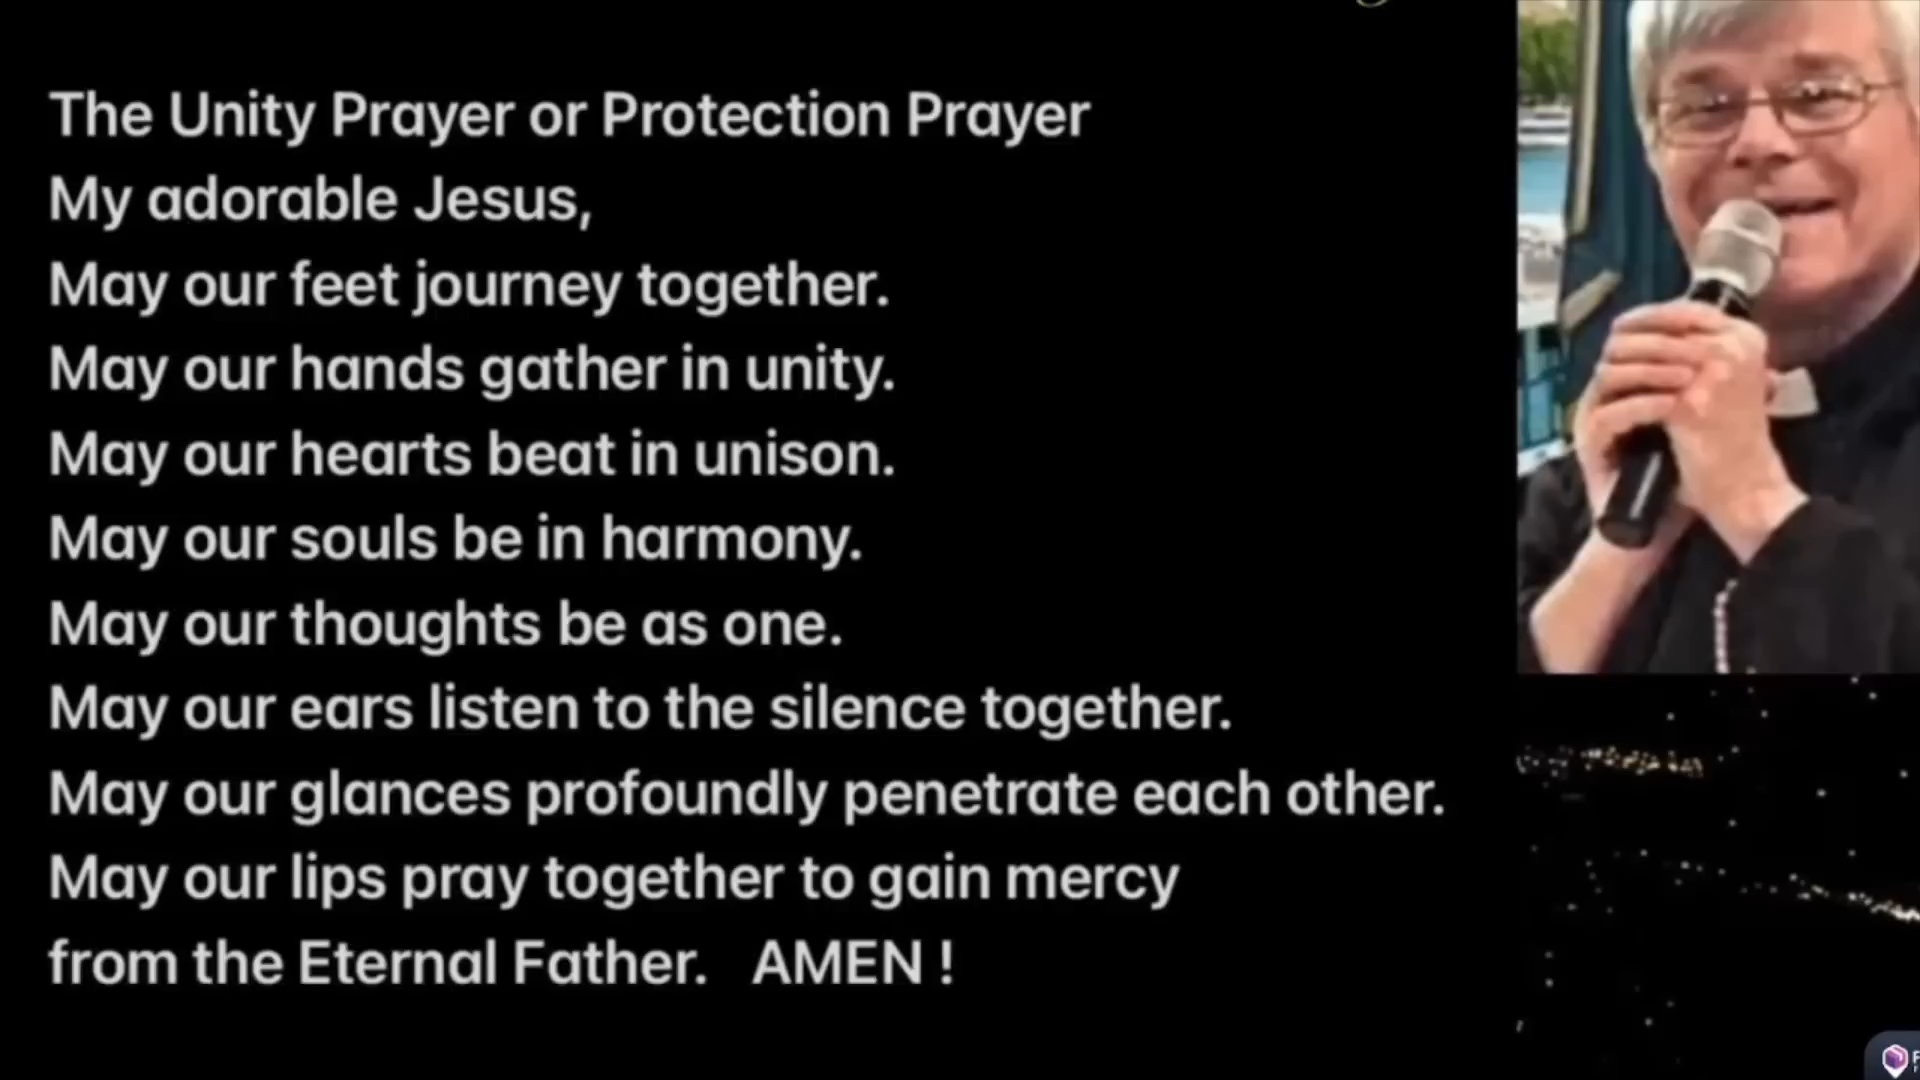 The Unity Prayer or Protection Prayer
My adorable Jesus,
May our feet journey together.
May our hands gather in unity.
May our hearts beat in unison.
May our souls be in harmony.
May our thoughts be as one.
May our ears listen to the silence together.
May our glances profoundly penetrate each other.
May our lips pray together to gain mercy
from the Eternal Father. AMEN !